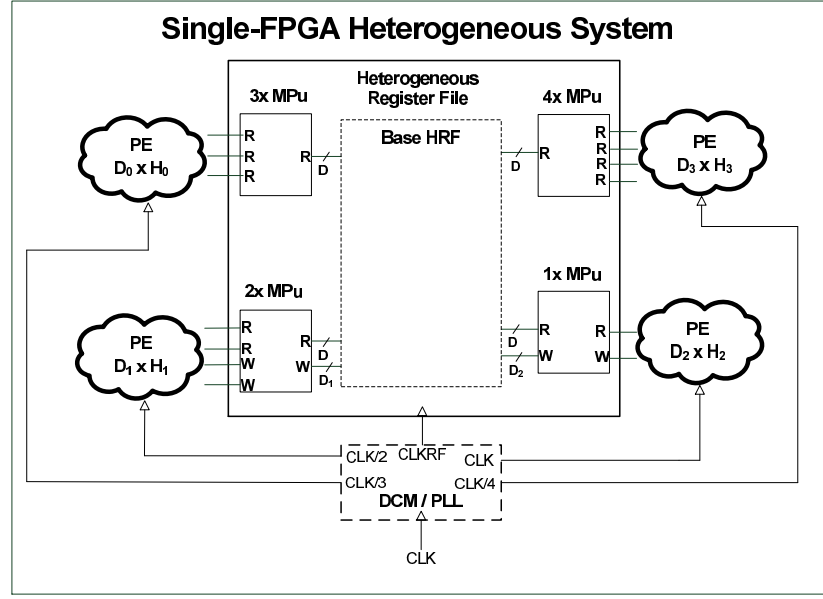 Single-FPGA Heterogeneous System
Heterogeneous
Register File
Base HRF
3x MPu
R
R
R
R
D
PE
D₀ x H₀
4x MPu
R
D
R
R
R
R
PE
D₃ x H₃
2x MPu
R
R
W
W
R
D
W
D₁
PE
D₁ x H₁
1x MPu
D
R
D₂
W
R
W
PE
D₂ x H₂
CLK/2
CLKRF
CLK
CLK/3
CLK/4
DCM / PLL
CLK